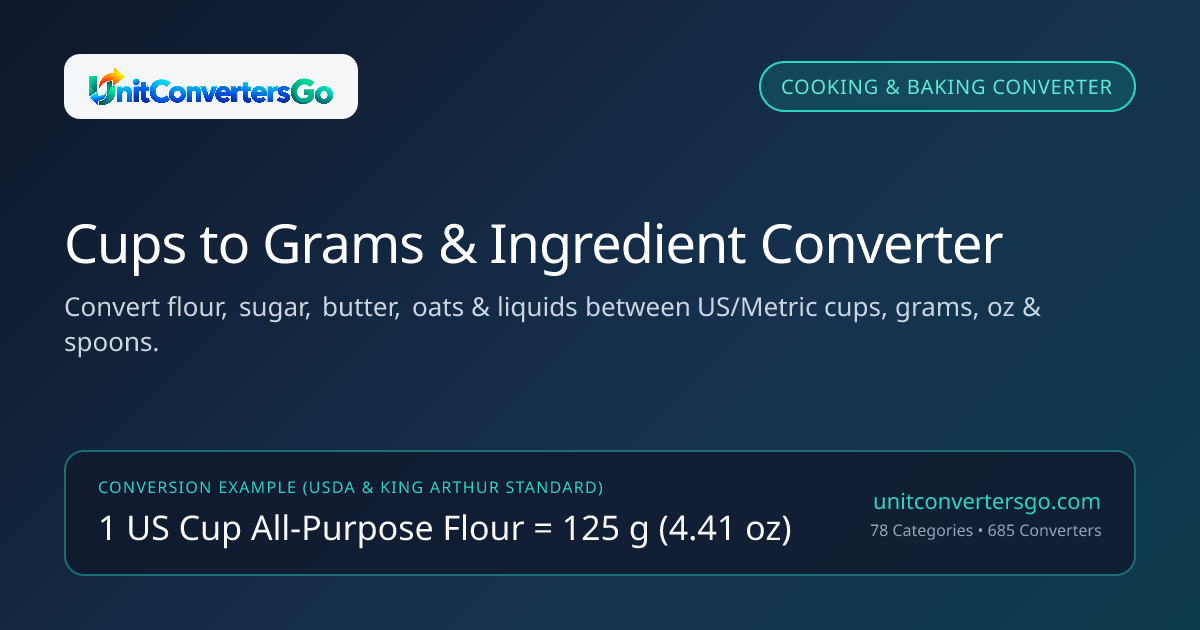 UnitConvertersGo
COOKING & BAKING CONVERTER
Cups to Grams & Ingredient Converter
Convert flour, sugar, butter, oats & liquids between US/Metric cups, grams, oz &
spoons.
CONVERSION EXAMPLE (USDA & KING ARTHUR STANDARD)
1 US Cup All-Purpose Flour = 125 g (4.41 oz)
unitconvertersgo.com
78 Categories • 685 Converters